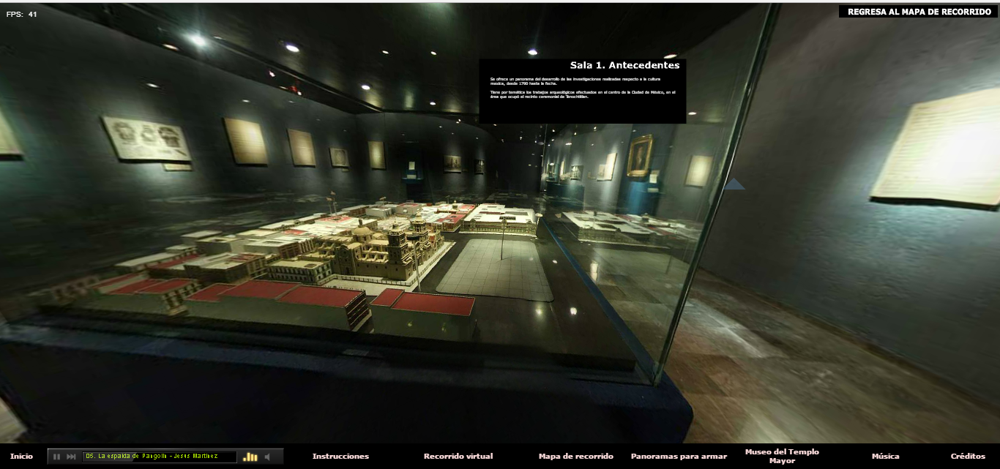 FPS: 41
REGRESA AL MAPA DE RECORRIDO
Sala 1. Antecedentes
Se ofrece un panorama del desarrollo de las investigaciones realizadas respecto a la cultura
mexica, desde 1790 hasta la fecha.
Tiene por temática los trabajos arqueológicos efectuados en el centro de la Ciudad de México, en el
área que ocupó el recinto ceremonial de Tenochtitlan.
Inicio
05. La espalda de Pangolin - Jesus Martinez
Instrucciones
Recorrido virtual
Mapa de recorrido
Panoramas para armar
Museo del Templo
Mayor
Música
Créditos